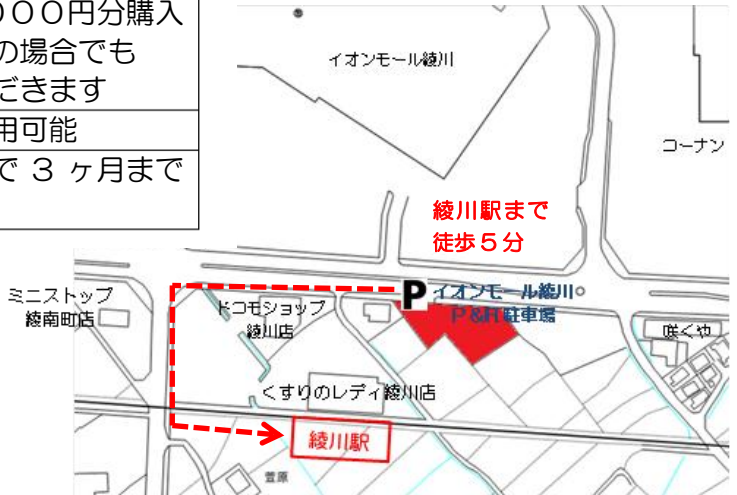 ０００円分購入
の場合でも
だきます
用可能
で ３ ヶ月まで
イオンモール綾川
コーナン
綾川駅まで
徒歩５分
ミニストップ
綾南町店
P
イオンモール綾川
P&R駐車場
ドコモショップ
綾川店
咲くや
くすりのレディ綾川店
綾川駅
萱原